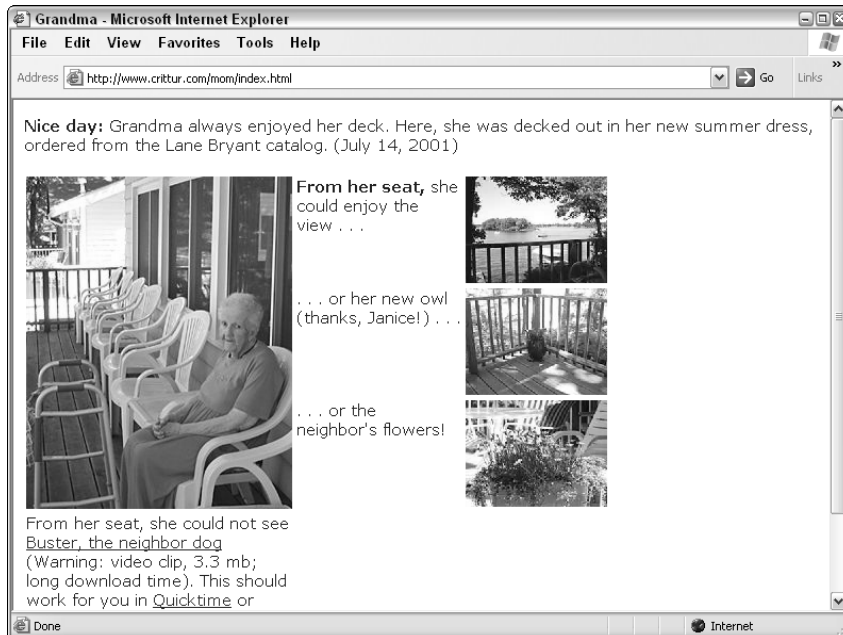 Grandma - Microsoft Internet Explorer
File Edit View Favorites Tools Help
Address http://www.crittur.com/mom/index.html Go Links »
Nice day: Grandma always enjoyed her deck. Here, she was decked out in her new summer dress,
ordered from the Lane Bryant catalog. (July 14, 2001)
From her seat, she
could enjoy the
view . . .
. . . or her new owl
(thanks, Janice!) . . .
. . . or the
neighbor's flowers!
From her seat, she could not see
Buster, the neighbor dog
(Warning: video clip, 3.3 mb;
long download time). This should
work for you in Quicktime or
Done Internet